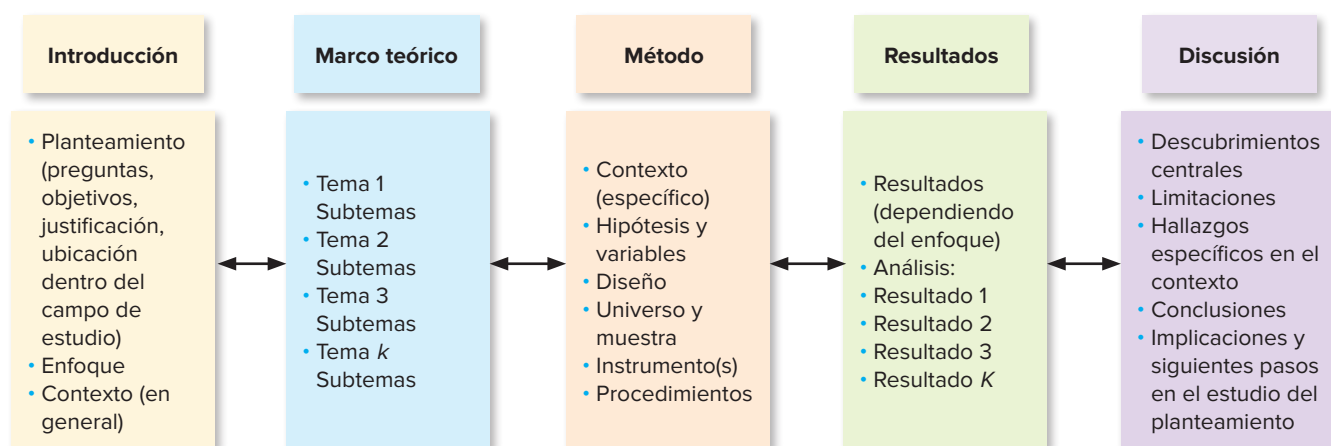 Introducción
• Planteamiento
(preguntas,
objetivos,
justificación,
ubicación
dentro del
campo de
estudio)
• Enfoque
• Contexto (en
general)
Marco teórico
• Tema 1
Subtemas
• Tema 2
Subtemas
• Tema 3
Subtemas
• Tema k
Subtemas
Método
• Contexto
(específico)
• Hipótesis y
variables
• Diseño
• Universo y
muestra
• Instrumento(s)
• Procedimientos
Resultados
• Resultados
(dependiendo
del enfoque)
• Análisis:
• Resultado 1
• Resultado 2
• Resultado 3
• Resultado K
Discusión
• Descubrimientos
centrales
• Limitaciones
• Hallazgos
específicos en el
contexto
• Conclusiones
• Implicaciones y
siguientes pasos
en el estudio del
planteamiento